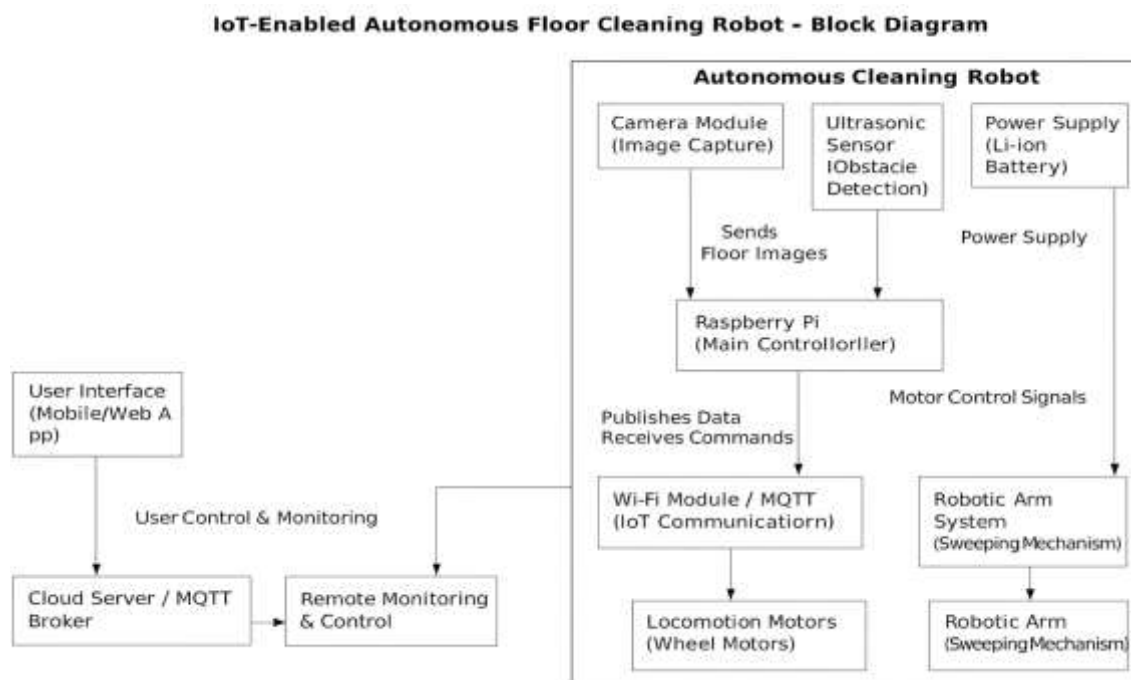 IoT-Enabled Autonomous Floor Cleaning Robot – Block Diagram
Autonomous Cleaning Robot
Camera Module
(Image Capture)
Ultrasonic
Sensor
IObstacie
Detection)
Power Supply
(Li-ion
Battery)
Sends
Floor Images
Power Supply
Raspberry Pi
(Main Controllorller)
User Interface
(Mobile/Web A
pp)
Motor Control Signals
Publishes Data
Receives Commands
User Control & Monitoring
Wi-Fi Module / MQTT
(IoT Communicatiorn)
Robotic Arm
System
(Sweeping Mechanism)
Cloud Server / MQTT
Broker
Remote Monitoring
& Control
Locomotion Motors
(Wheel Motors)
Robotic Arm
(Sweeping Mechanism)